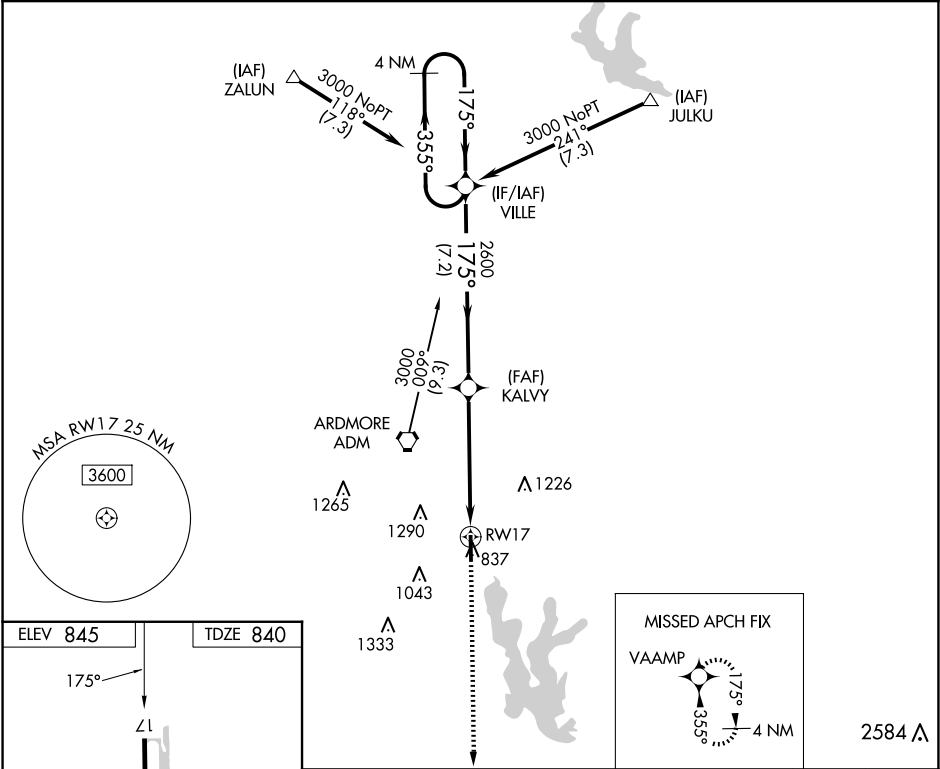 (IAF)
ZALUN
3000 NoPT
118°
(7.3)
4 NM
175°
355°
(IAF)
JULKU
3000 NoPT
241°
(7.3)
(IF/IAF)
VILLE
2600
175°
(7.2)
3000
009°
(9.3)
(FAF)
KALVY
ARDMORE
ADM
MSA RW17 25 NM
3600
1265
1290
1226
RW17
837
1043
1333
ELEV 845
TDZE 840
175°
17
MISSED APCH FIX
VAAMP
175°
355°
4 NM
2584